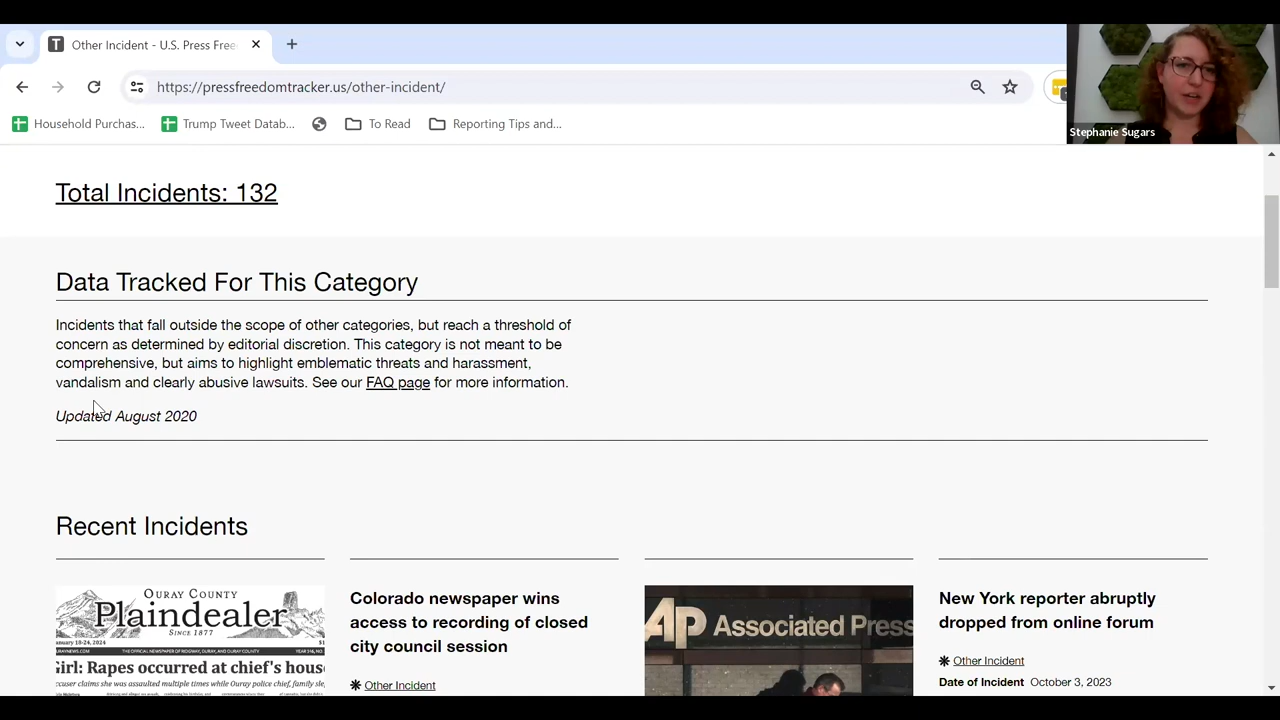 Other Incident - U.S. Press Free
https://pressfreedomtracker.us/other-incident/
Household Purchas...
Trump Tweet Datab...
To Read
Reporting Tips and...
Stephanie Sugars
Total Incidents: 132
Data Tracked For This Category
Incidents that fall outside the scope of other categories, but reach a threshold of
concern as determined by editorial discretion. This category is not meant to be
comprehensive, but aims to highlight emblematic threats and harassment,
vandalism and clearly abusive lawsuits. See our FAQ page for more information.
Updated August 2020
Recent Incidents
OURAY COUNTY
Plaindealer
SINCE 1877
Girl: Rapes occurred at chief's hous
Colorado newspaper wins
access to recording of closed
city council session
Other Incident
AP Associated Press
New York reporter abruptly
dropped from online forum
Other Incident
Date of Incident October 3, 2023